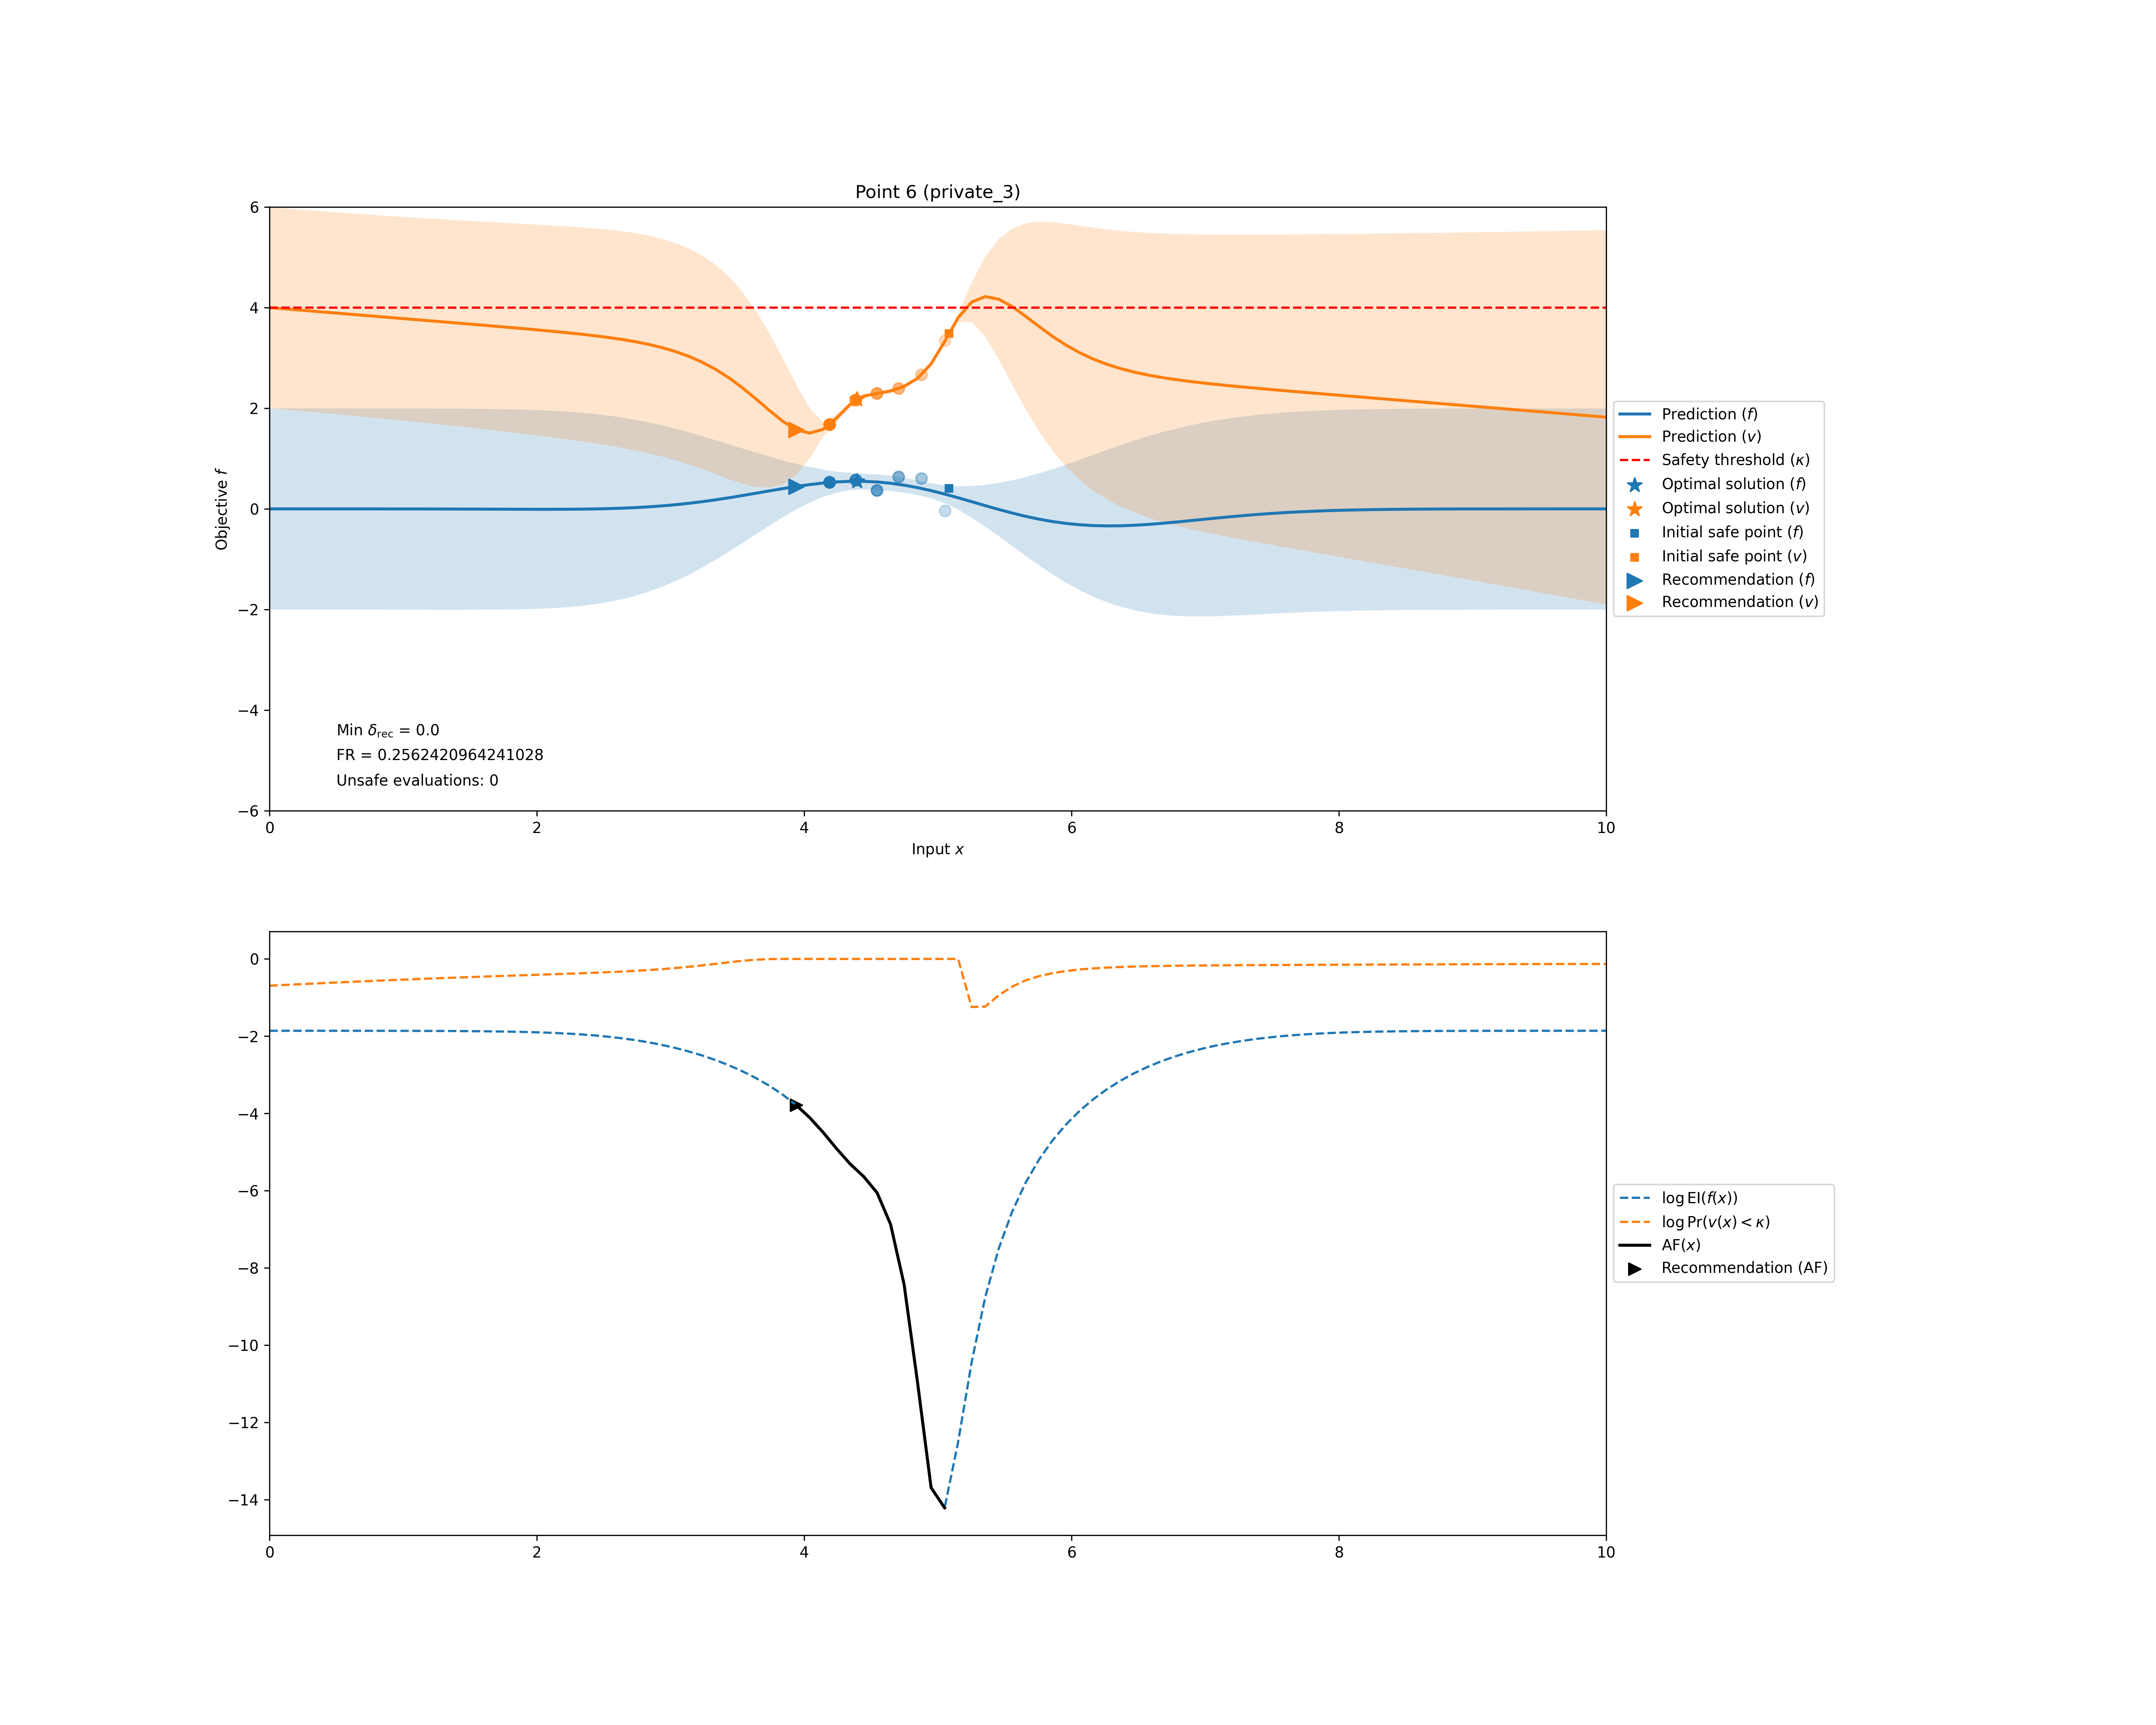 Point 6 (private_3)
6
4
2
0
−2
−4
−6
Objective f
Min δrec = 0.0
FR = 0.2562420964241028
Unsafe evaluations: 0
0 2 4 6 8 10
Input x
Prediction (f)
Prediction (v)
Safety threshold (κ)
Optimal solution (f)
Optimal solution (v)
Initial safe point (f)
Initial safe point (v)
Recommendation (f)
Recommendation (v)
0
−2
−4
−6
−8
−10
−12
−14
0 2 4 6 8 10
log EI(f(x))
log Pr(v(x) < κ)
AF(x)
Recommendation (AF)